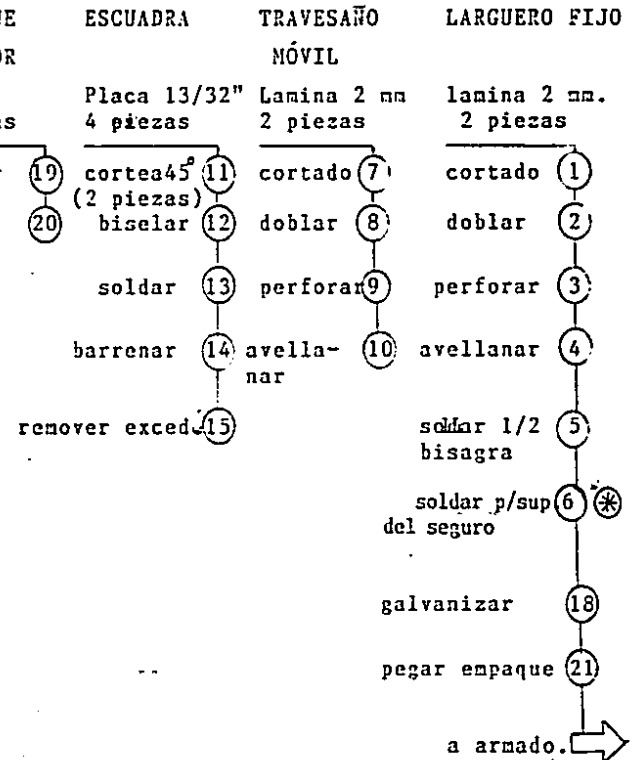 ESCUADRA
TRAVESAÑO
MÓVIL
LARGUERO FIJO
Placa 13/32"
4 piezas
Lamina 2 mm
2 piezas
lamina 2 mm.
2 piezas
19
20
cortea45° 11
(2 piezas)
biselar 12
soldar 13
barrenar 14
remover exced. 15
cortado 7
doblar 8
perforar 9
avella- 10
nar
cortado 1
doblar 2
perforar 3
avellanar 4
soldar 1/2 5
bisagra
soldar p/sup 6 *
del seguro
galvanizar 18
pegar empaque 21
a armado.